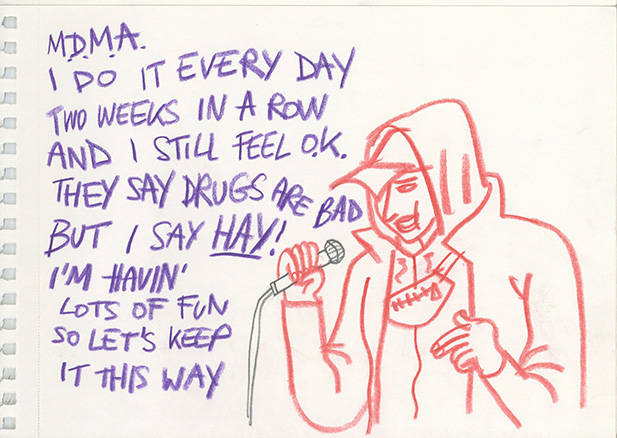 M.D.M.A.
I DO IT EVERY DAY
TWO WEEKS IN A ROW
AND I STILL FEEL O.K.
THEY SAY DRUGS ARE BAD
BUT I SAY HAY!
I'M HAVIN'
LOTS OF FUN
SO LET'S KEEP
IT THIS WAY